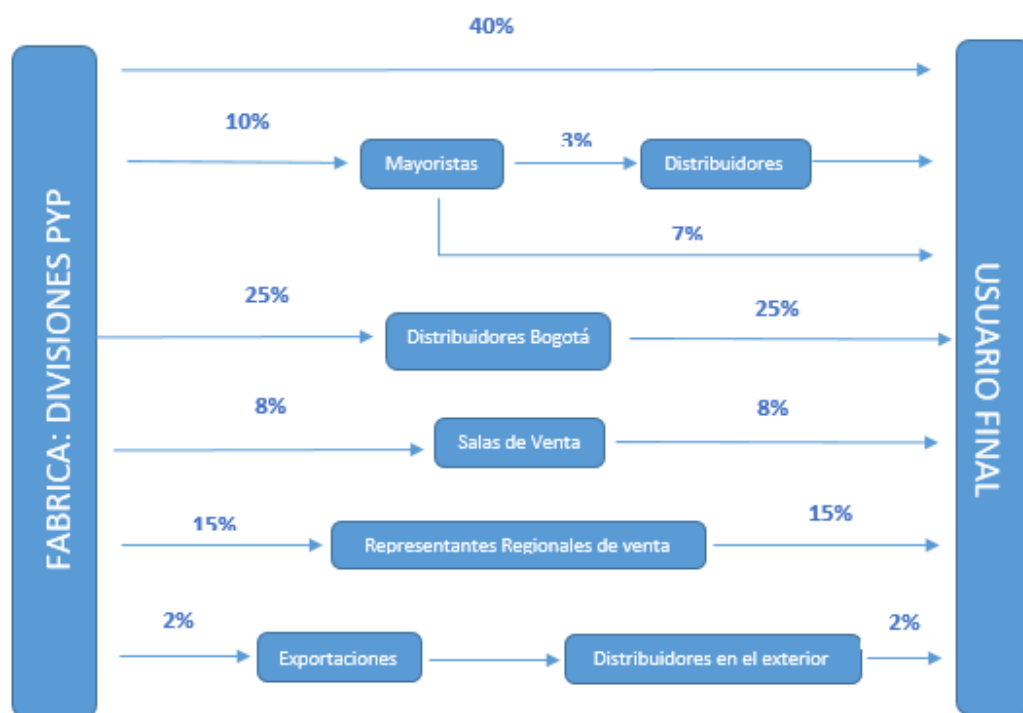 FABRICA: DIVISIONES PYP
40%
10%
Mayoristas
3%
Distribuidores
7%
25%
Distribuidores Bogotá
25%
8%
Salas de Venta
8%
15%
Representantes Regionales de venta
15%
2%
Exportaciones
Distribuidores en el exterior
2%
USUARIO FINAL